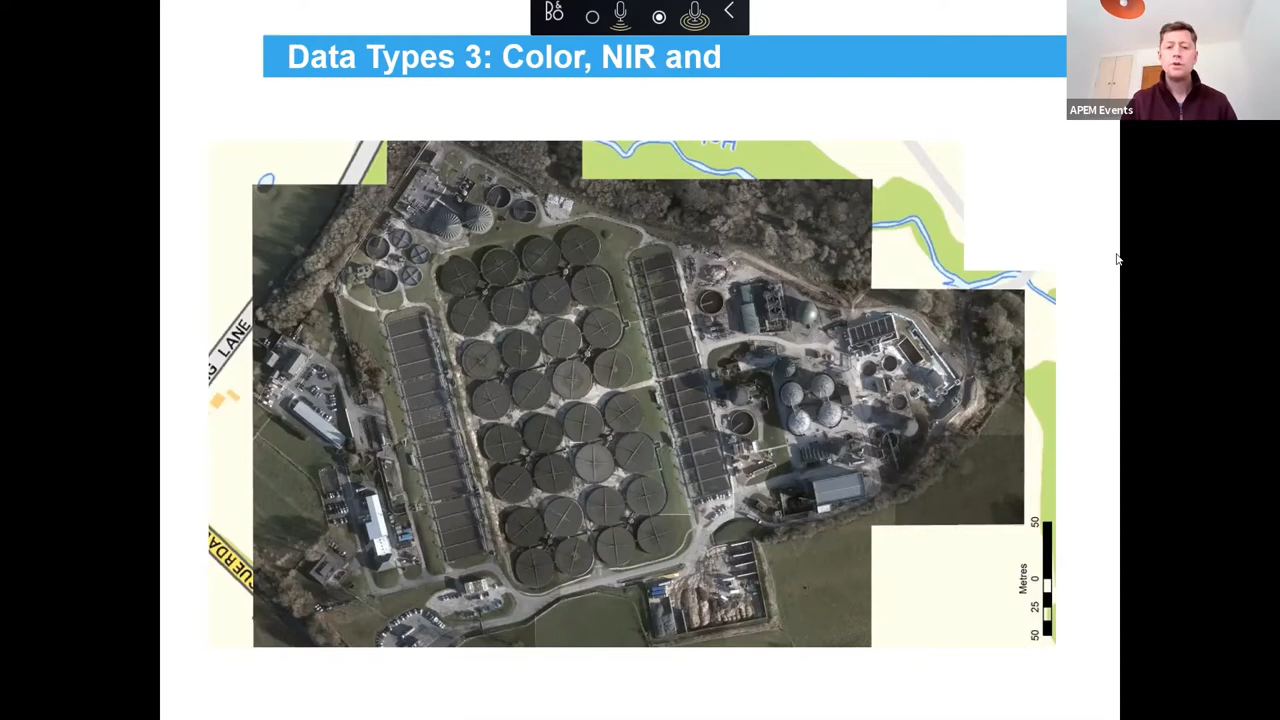 B&O
Data Types 3: Color, NIR and
APEM Events
LANE
Metres
50
0
25
50